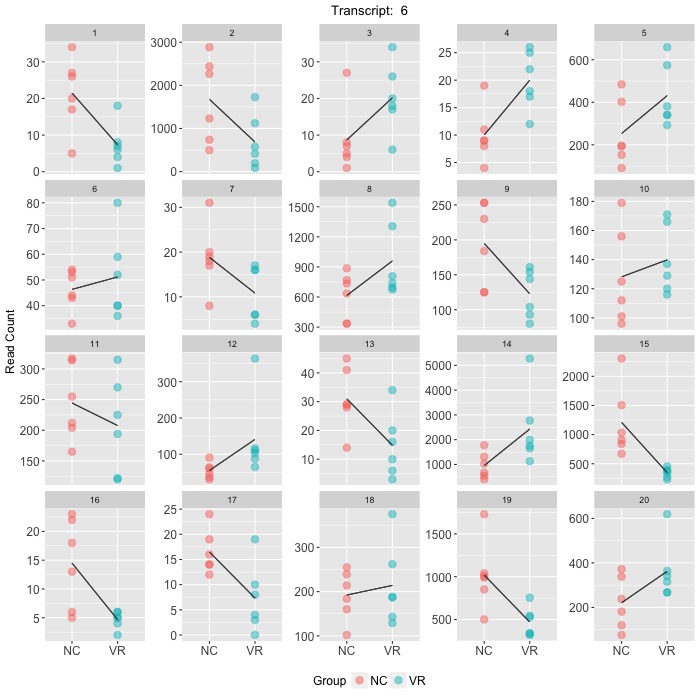 Transcript: 6
1 2 3 4 5
30 20 10 0
3000 2000 1000 0
30 20 10 0
25 20 15 10 5
600 400 200
6 7 8 9 10
80 70 60 50 40
30 20 10
1500 1200 900 600 300
250 200 150 100
180 160 140 120 100
Read Count
11 12 13 14 15
300 250 200 150
300 200 100
40 30 20 10
5000 4000 3000 2000 1000
2000 1500 1000 500
16 17 18 19 20
20 15 10 5
25 20 15 10 5 0
300 200 100
1500 1000 500
600 400 200
NC VR NC VR NC VR NC VR NC VR
Group NC VR